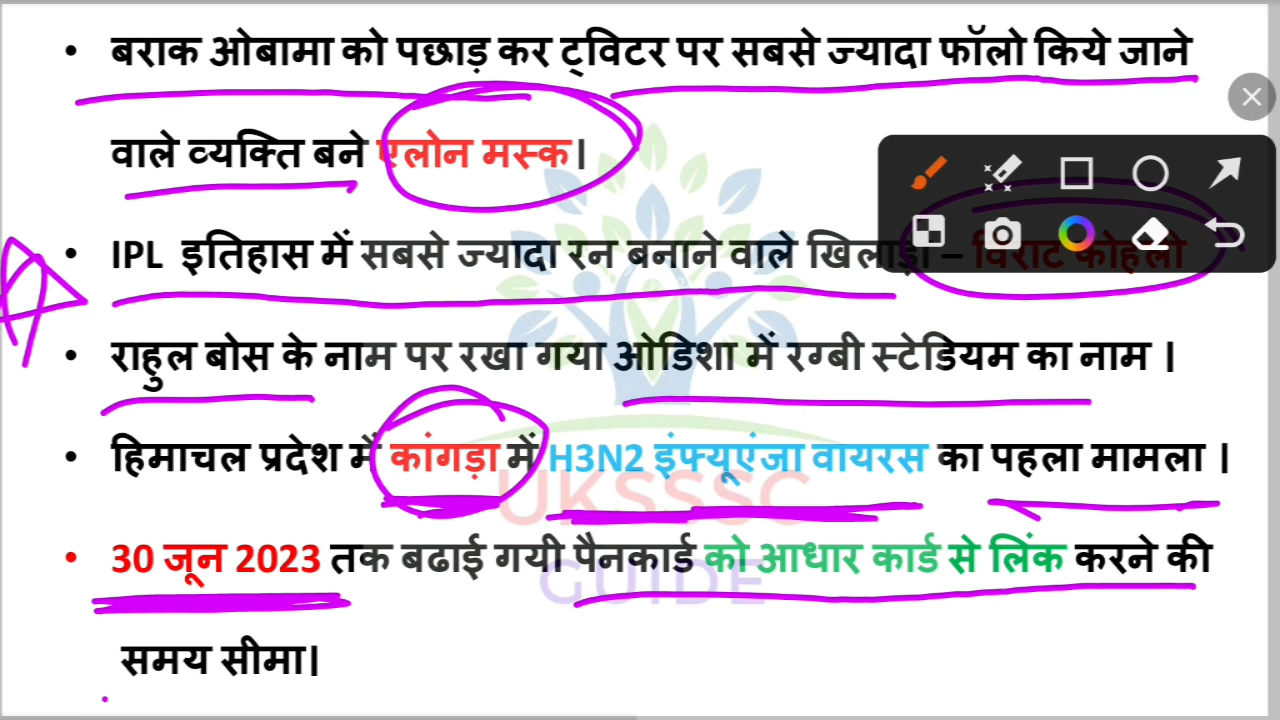 • बराक ओबामा को पछाड़ कर ट्विटर पर सबसे ज्यादा फॉलो किये जाने
वाले व्यक्ति बने एलोन मस्क।
• IPL इतिहास में सबसे ज्यादा रन बनाने वाले खिलाड़ी – विराट कोहली
• राहुल बोस के नाम पर रखा गया ओडिशा में रग्बी स्टेडियम का नाम ।
• हिमाचल प्रदेश में कांगड़ा में H3N2 इंफ्यूएंजा वायरस का पहला मामला ।
• 30 जून 2023 तक बढाई गयी पैनकार्ड को आधार कार्ड से लिंक करने की
समय सीमा।
UKSSSC
GUIDE